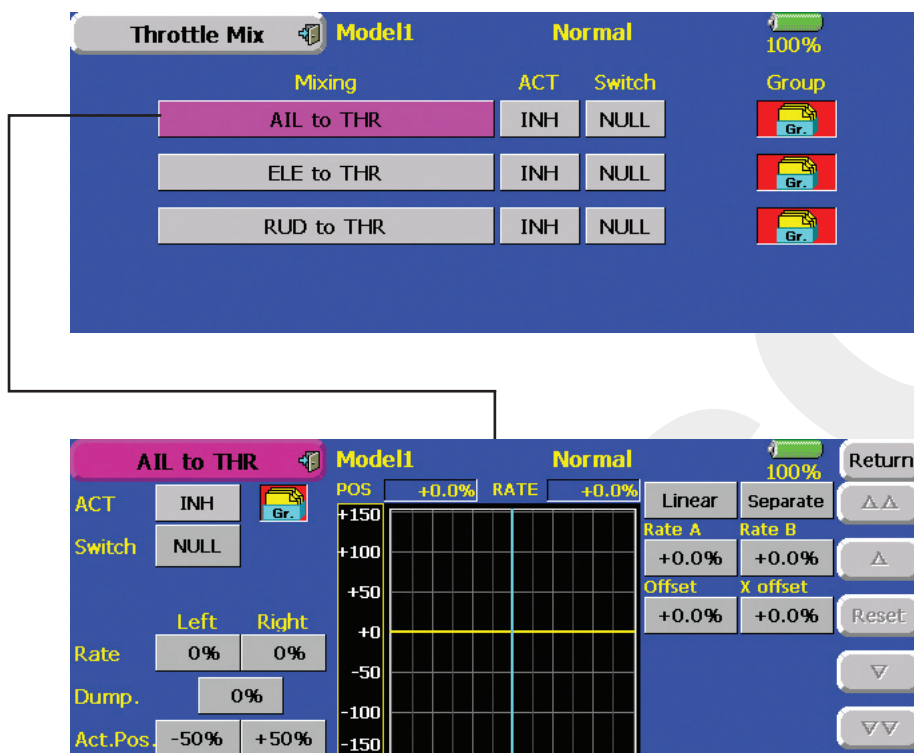 Throttle Mix Model1 Normal 100%
Mixing ACT Switch Group
AIL to THR INH NULL Gr.
ELE to THR INH NULL Gr.
RUD to THR INH NULL Gr.
AIL to THR Model1 Normal 100% Return
ACT INH Gr. POS +0.0% RATE +0.0% Linear Separate
Switch NULL
+150
+100
+50
+0
-50
-100
-150
Rate A Rate B
+0.0% +0.0%
Offset X offset
+0.0% +0.0% Reset
Left Right
Rate 0% 0%
Dump. 0%
Act.Pos. -50% +50%